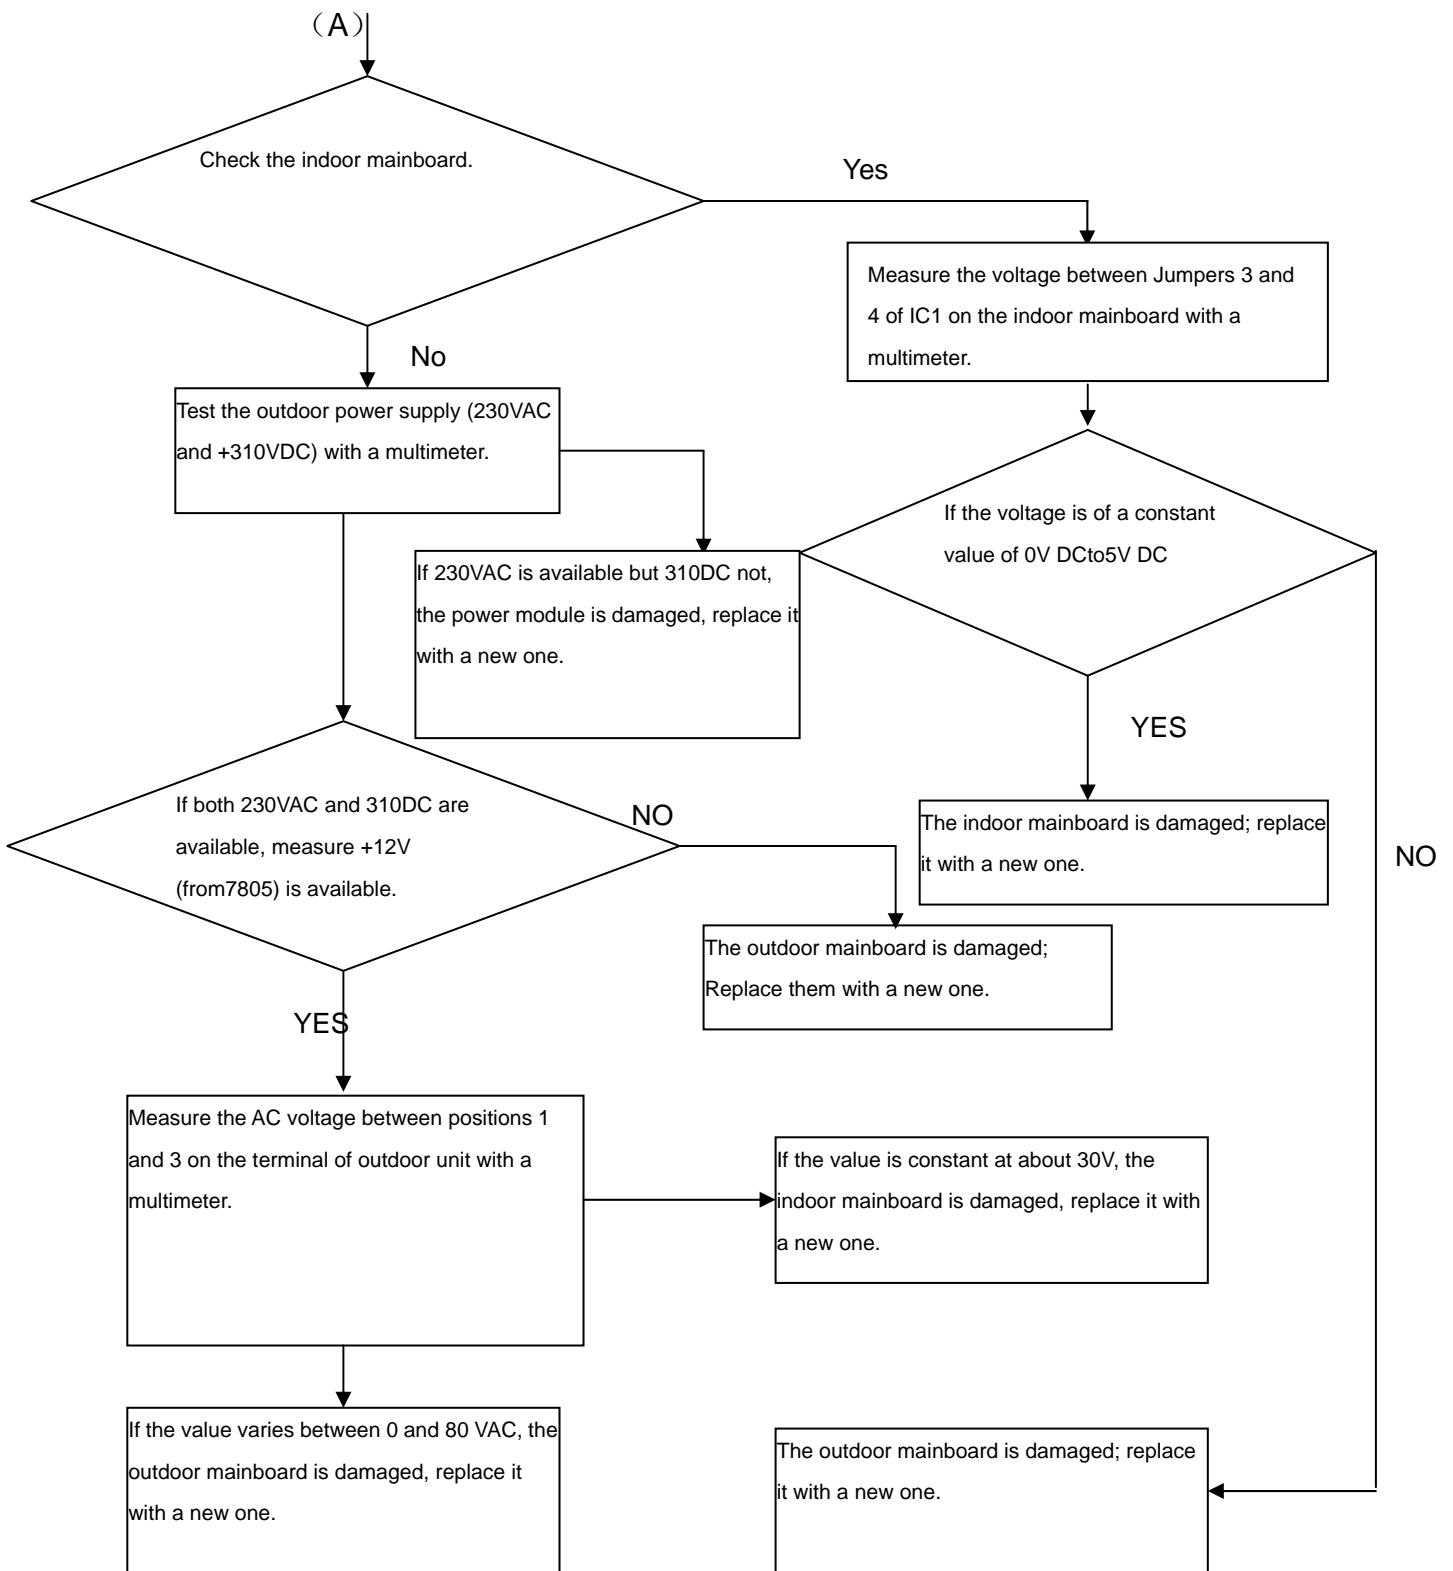 （A）
Check the indoor mainboard.
Yes
Measure the voltage between Jumpers 3 and
4 of IC1 on the indoor mainboard with a
multimeter.
No
Test the outdoor power supply (230VAC
and +310VDC) with a multimeter.
If the voltage is of a constant
value of 0V DCto5V DC
If 230VAC is available but 310DC not,
the power module is damaged, replace it
with a new one.
YES
If both 230VAC and 310DC are
available, measure +12V
(from7805) is available.
NO
The indoor mainboard is damaged; replace
it with a new one.
NO
The outdoor mainboard is damaged;
Replace them with a new one.
YES
Measure the AC voltage between positions 1
and 3 on the terminal of outdoor unit with a
multimeter.
If the value is constant at about 30V, the
indoor mainboard is damaged, replace it with
a new one.
If the value varies between 0 and 80 VAC, the
outdoor mainboard is damaged, replace it
with a new one.
The outdoor mainboard is damaged; replace
it with a new one.